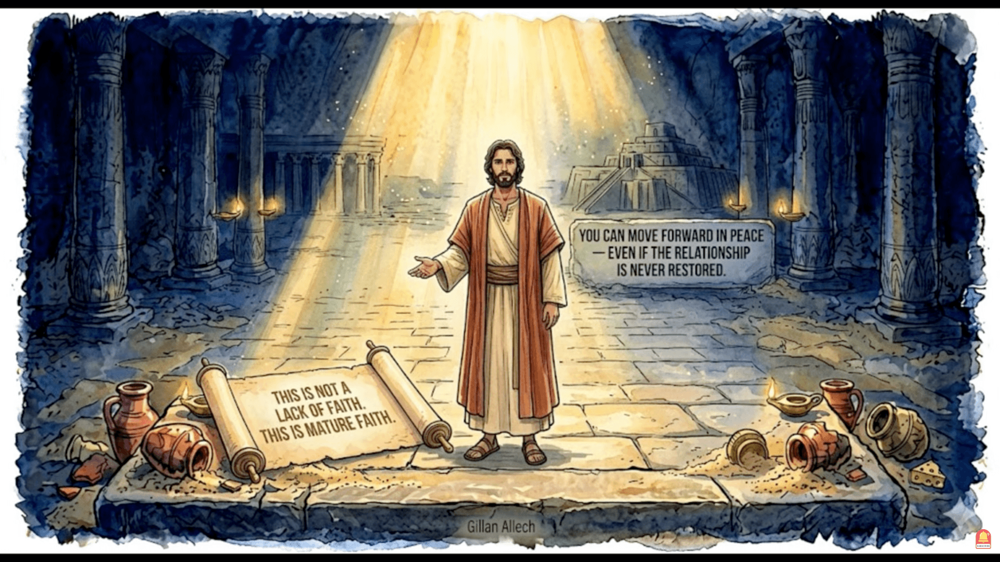 YOU CAN MOVE FORWARD IN PEACE
— EVEN IF THE RELATIONSHIP
IS NEVER RESTORED.
THIS IS NOT A
LACK OF FAITH.
THIS IS MATURE FAITH.
Gillan Allech
SUBSCRIBE